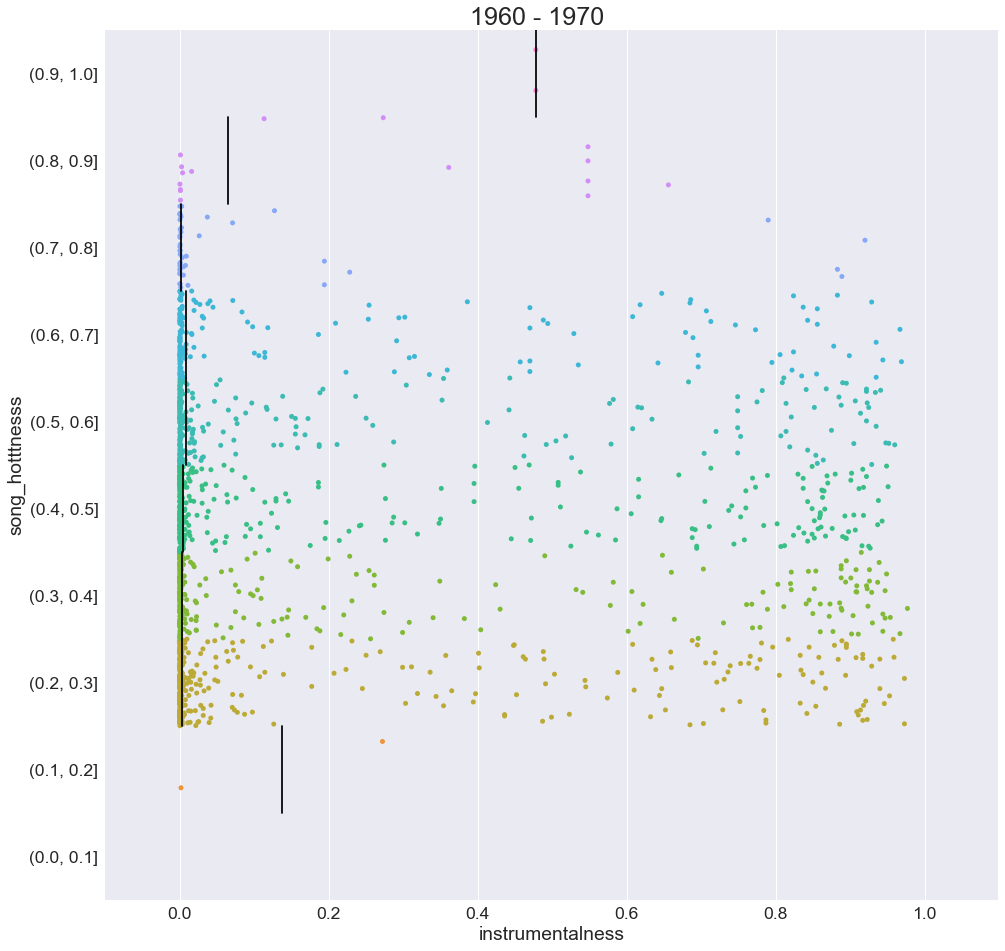 1960 - 1970
(0.9, 1.0]
(0.8, 0.9]
(0.7, 0.8]
(0.6, 0.7]
(0.5, 0.6]
(0.4, 0.5]
(0.3, 0.4]
(0.2, 0.3]
(0.1, 0.2]
(0.0, 0.1]
song_hotttnesss
0.0 0.2 0.4 0.6 0.8 1.0
instrumentalness